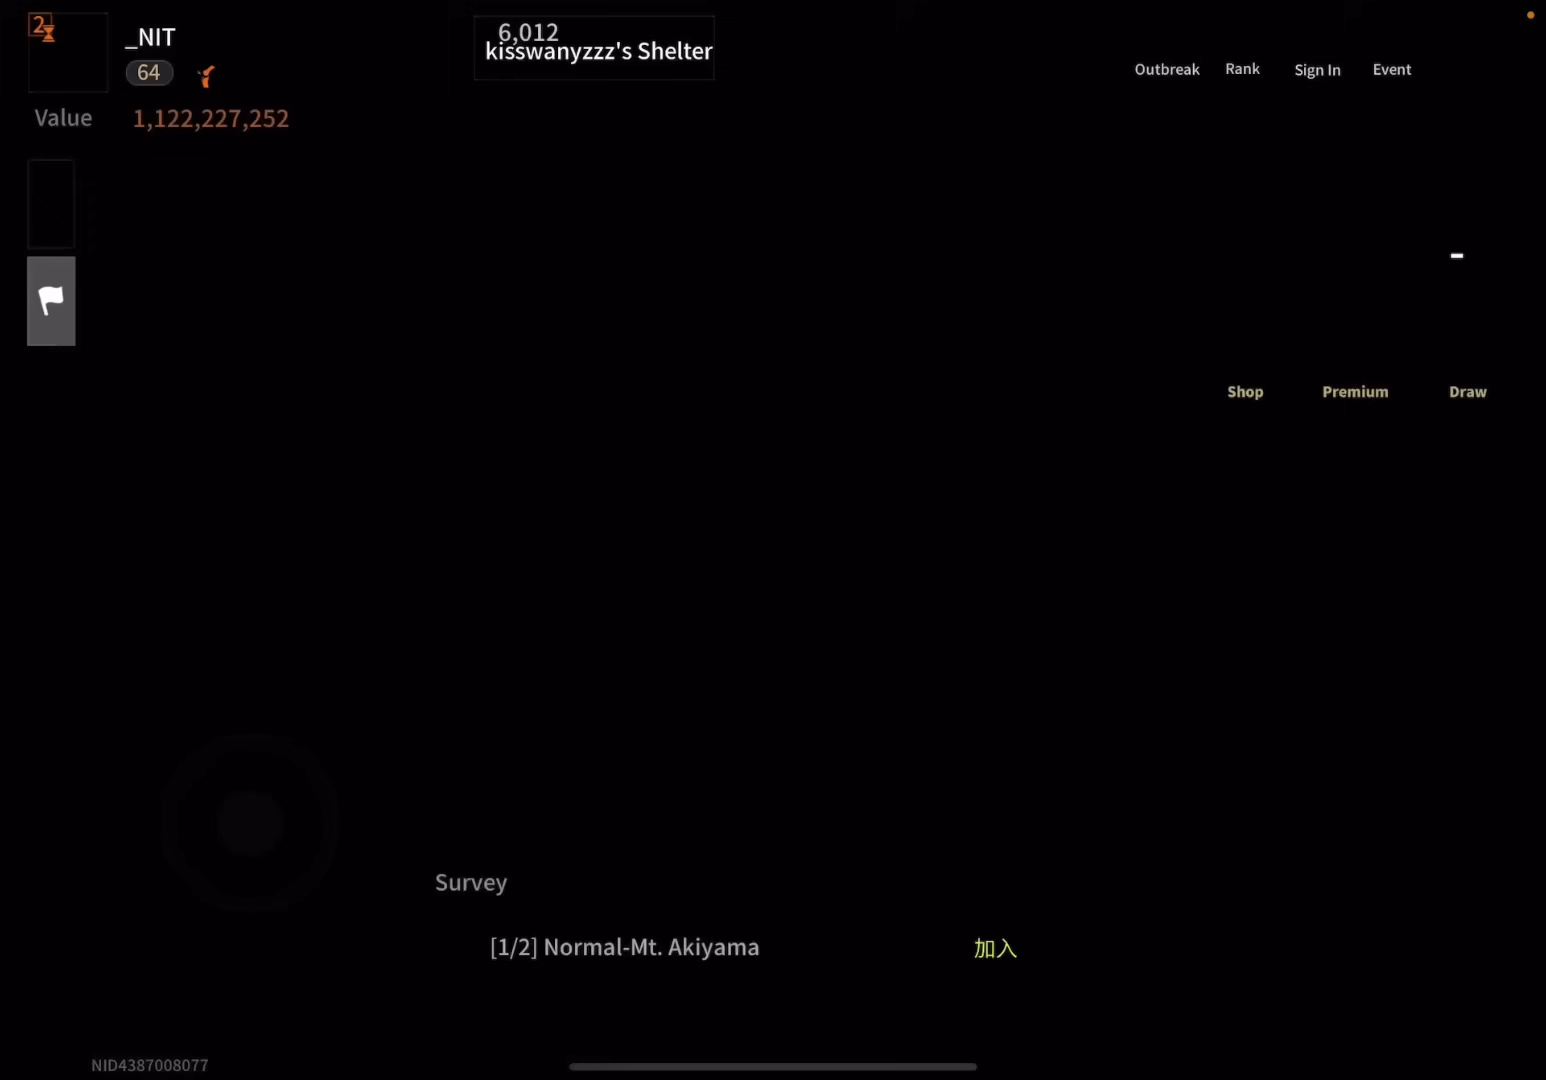 2
_NIT
64
Value 1,122,227,252
6,012
kisswanyzzz's Shelter
Outbreak Rank Sign In Event
Shop Premium Draw
Survey
[1/2] Normal-Mt. Akiyama 加入
NID4387008077